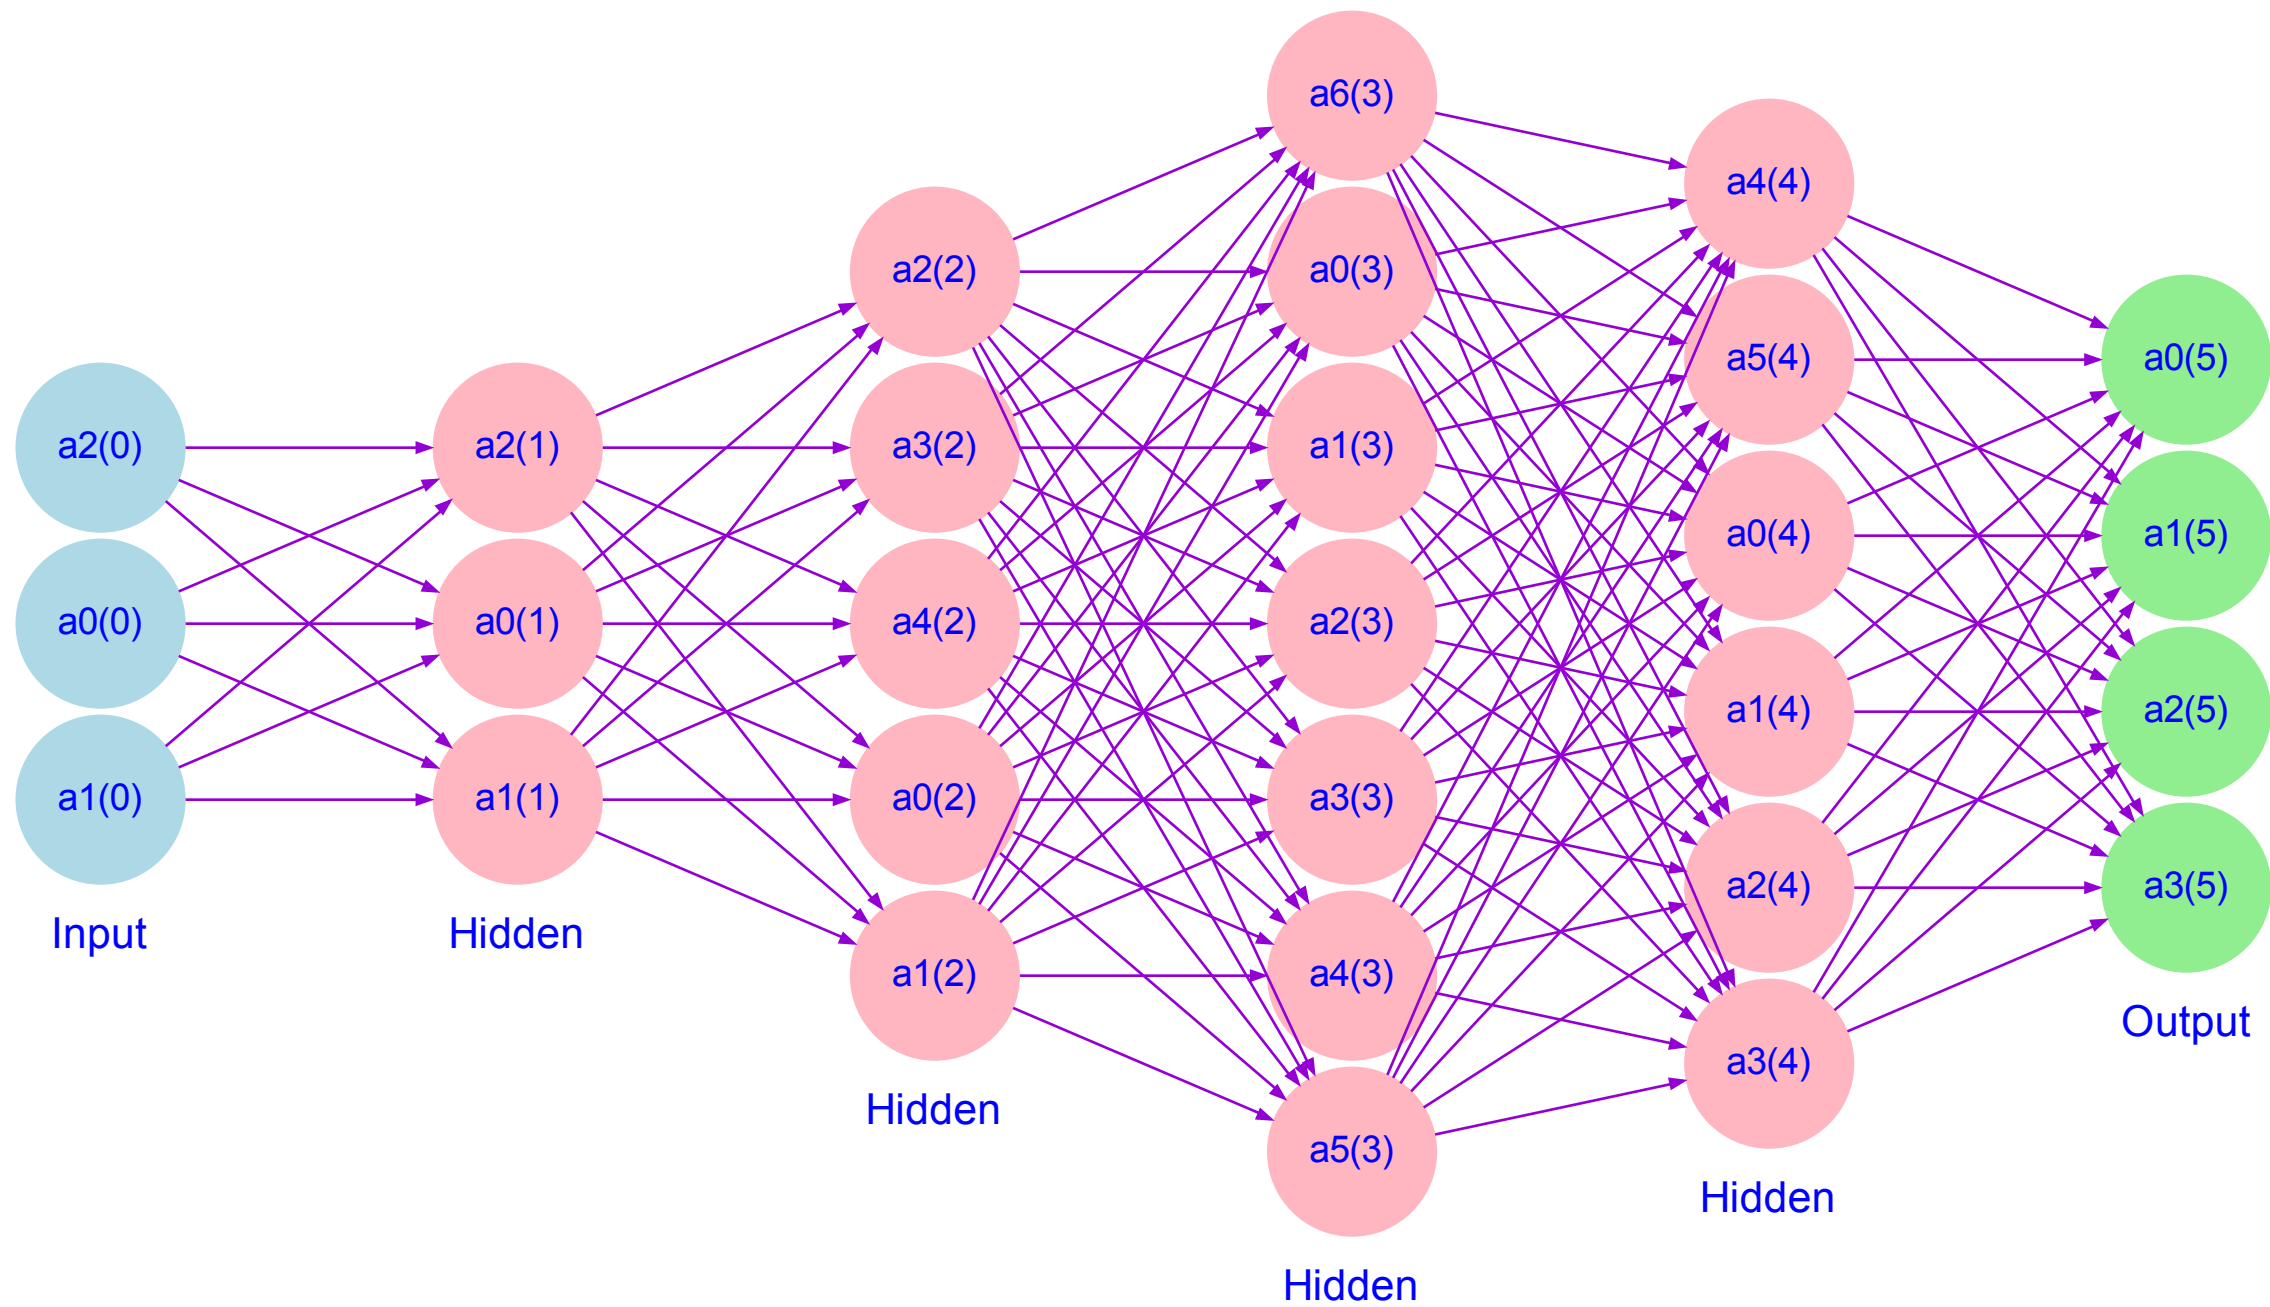 a2(0)
a0(0)
a1(0)
Input
a2(1)
a0(1)
a1(1)
Hidden
a2(2)
a3(2)
a4(2)
a0(2)
a1(2)
Hidden
a6(3)
a0(3)
a1(3)
a2(3)
a3(3)
a4(3)
a5(3)
Hidden
a4(4)
a5(4)
a0(4)
a1(4)
a2(4)
a3(4)
Hidden
a0(5)
a1(5)
a2(5)
a3(5)
Output